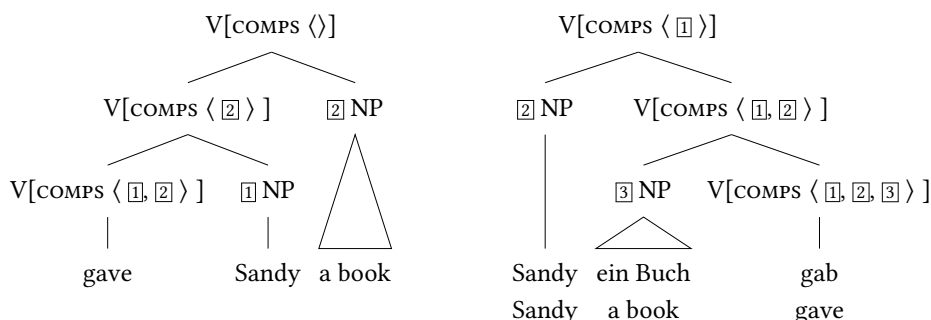 V[COMPS ⟨⟩] V[COMPS ⟨ 1 ⟩]
V[COMPS ⟨ 2 ⟩] 2 NP 2 NP V[COMPS ⟨ 1, 2 ⟩]
V[COMPS ⟨ 1, 2 ⟩] 1 NP 3 NP V[COMPS ⟨ 1, 2, 3 ⟩]
gave Sandy a book Sandy ein Buch gab
Sandy a book gave